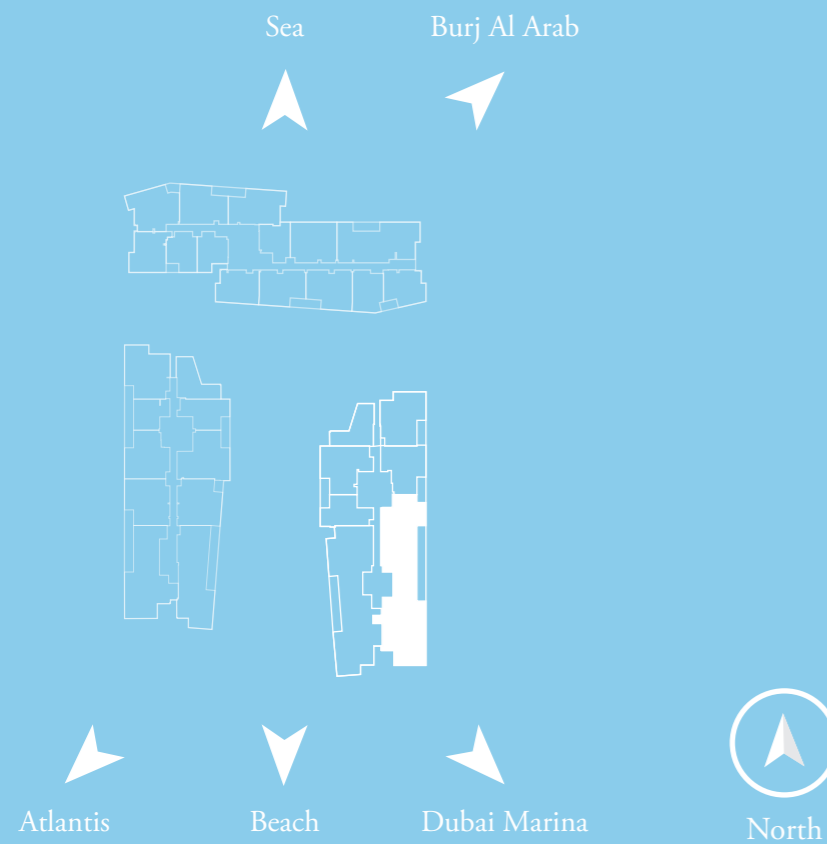 Sea
Burj Al Arab
Atlantis
Beach
Dubai Marina
North